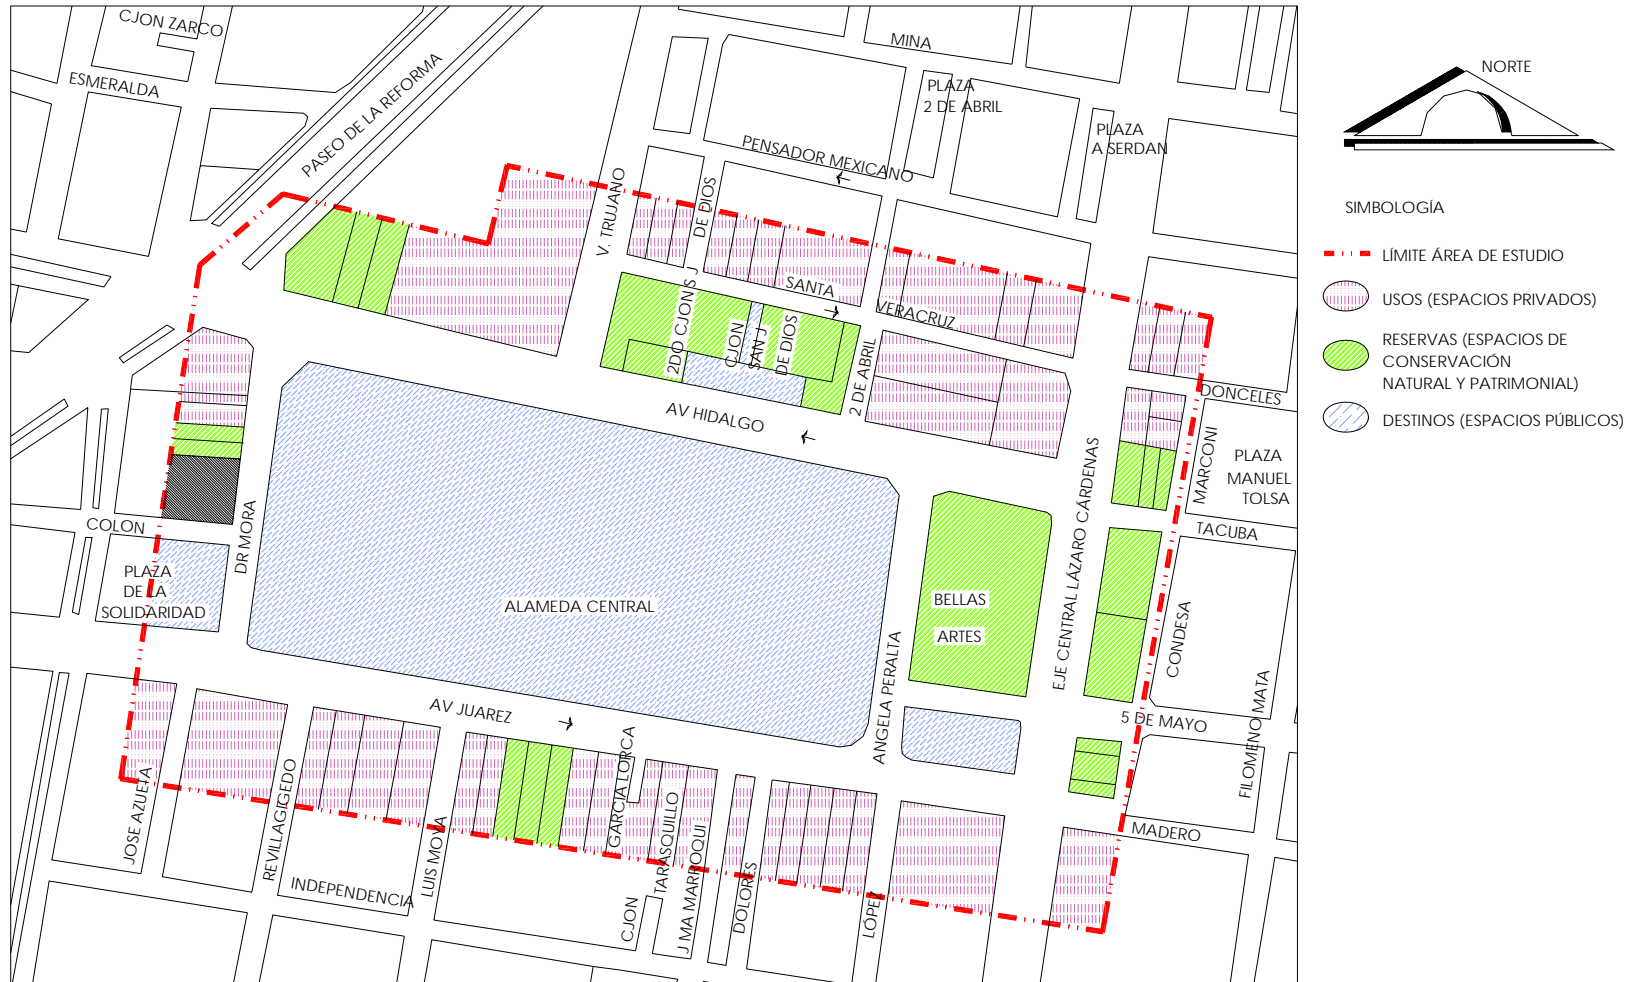 CJON ZARCO
MINA
NORTE
ESMERALDA
PASEO DE LA REFORMA
PLAZA
2 DE ABRIL
PLAZA
A SERDAN
PENSADOR MEXICANO
V. TRUJANO
DE DIOS
SIMBOLOGÍA
LÍMITE ÁREA DE ESTUDIO
USOS (ESPACIOS PRIVADOS)
RESERVAS (ESPACIOS DE
CONSERVACIÓN
NATURAL Y PATRIMONIAL)
DESTINOS (ESPACIOS PÚBLICOS)
SANTA
VERACRUZ
2DO CJON S J
CJON
SAN J
DE DIOS
2 DE ABRIL
DONCELES
AV HIDALGO
MARCONI
PLAZA
MANUEL
TOLSA
EJE CENTRAL LÁZARO CÁRDENAS
COLON
DR MORA
TACUBA
PLAZA
DE LA
SOLIDARIDAD
ALAMEDA CENTRAL
BELLAS
ARTES
CONDESA
ANGELA PERALTA
AV JUAREZ
5 DE MAYO
FILOMENO MATA
JOSE AZUETA
REVILLAGIGEDO
LUIS MOYA
GARCIA LORCA
CJON
TARASQUILLO
J MA MARROQUI
DOLORES
LÓPEZ
MADERO
INDEPENDENCIA